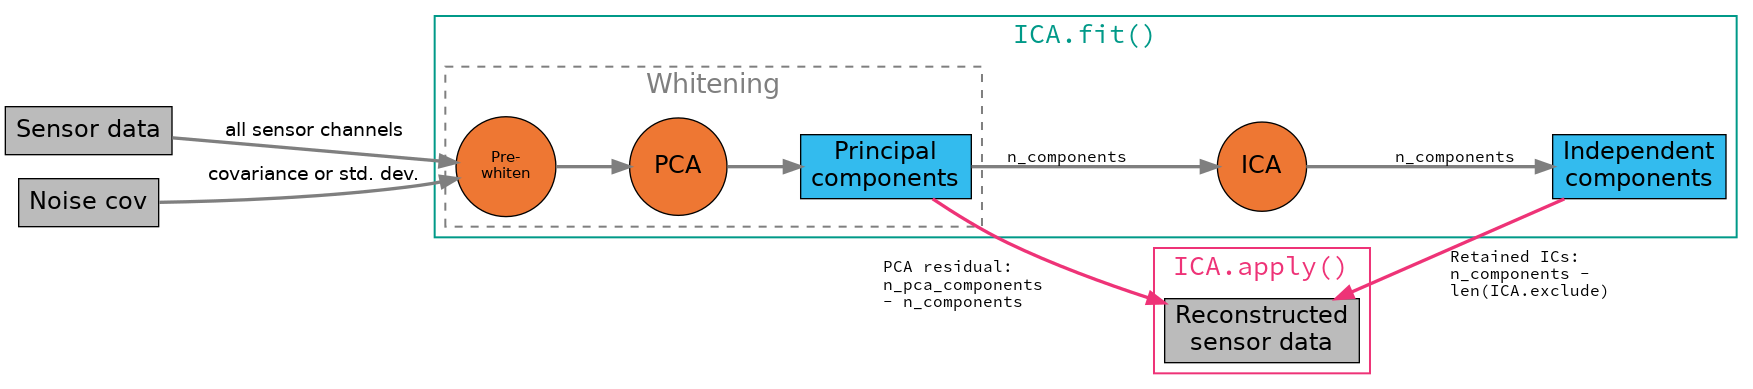 ICA.fit()
Whitening
Sensor data
all sensor channels
Noise cov
covariance or std. dev.
Pre-
whiten
PCA
Principal
components
n_components
ICA
n_components
Independent
components
PCA residual:
n_pca_components
− n_components
ICA.apply()
Reconstructed
sensor data
Retained ICs:
n_components −
len(ICA.exclude)